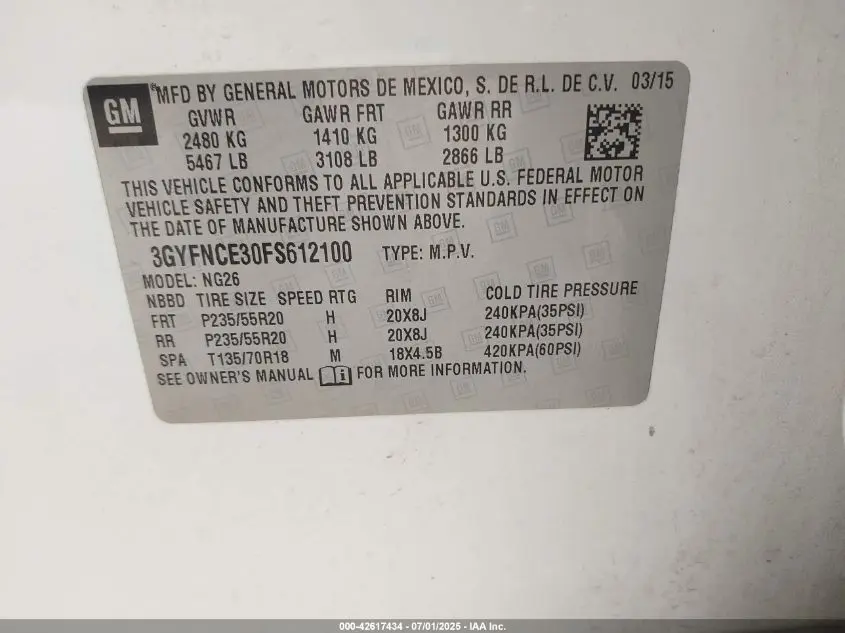 GM
® MFD BY GENERAL MOTORS DE MEXICO, S. DE R.L. DE C.V. 03/15
GVWR GAWR FRT GAWR RR
2480 KG 1410 KG 1300 KG
5467 LB 3108 LB 2866 LB
THIS VEHICLE CONFORMS TO ALL APPLICABLE U.S. FEDERAL MOTOR
VEHICLE SAFETY AND THEFT PREVENTION STANDARDS IN EFFECT ON
THE DATE OF MANUFACTURE SHOWN ABOVE.
3GYFNCE30FS612100 TYPE: M.P.V.
MODEL: NG26
NBBD TIRE SIZE SPEED RTG RIM COLD TIRE PRESSURE
FRT P235/55R20 H 20X8J 240KPA(35PSI)
RR P235/55R20 H 20X8J 240KPA(35PSI)
SPA T135/70R18 M 18X4.5B 420KPA(60PSI)
SEE OWNER'S MANUAL FOR MORE INFORMATION.
000-42617434 - 07/01/2025 - IAA Inc.